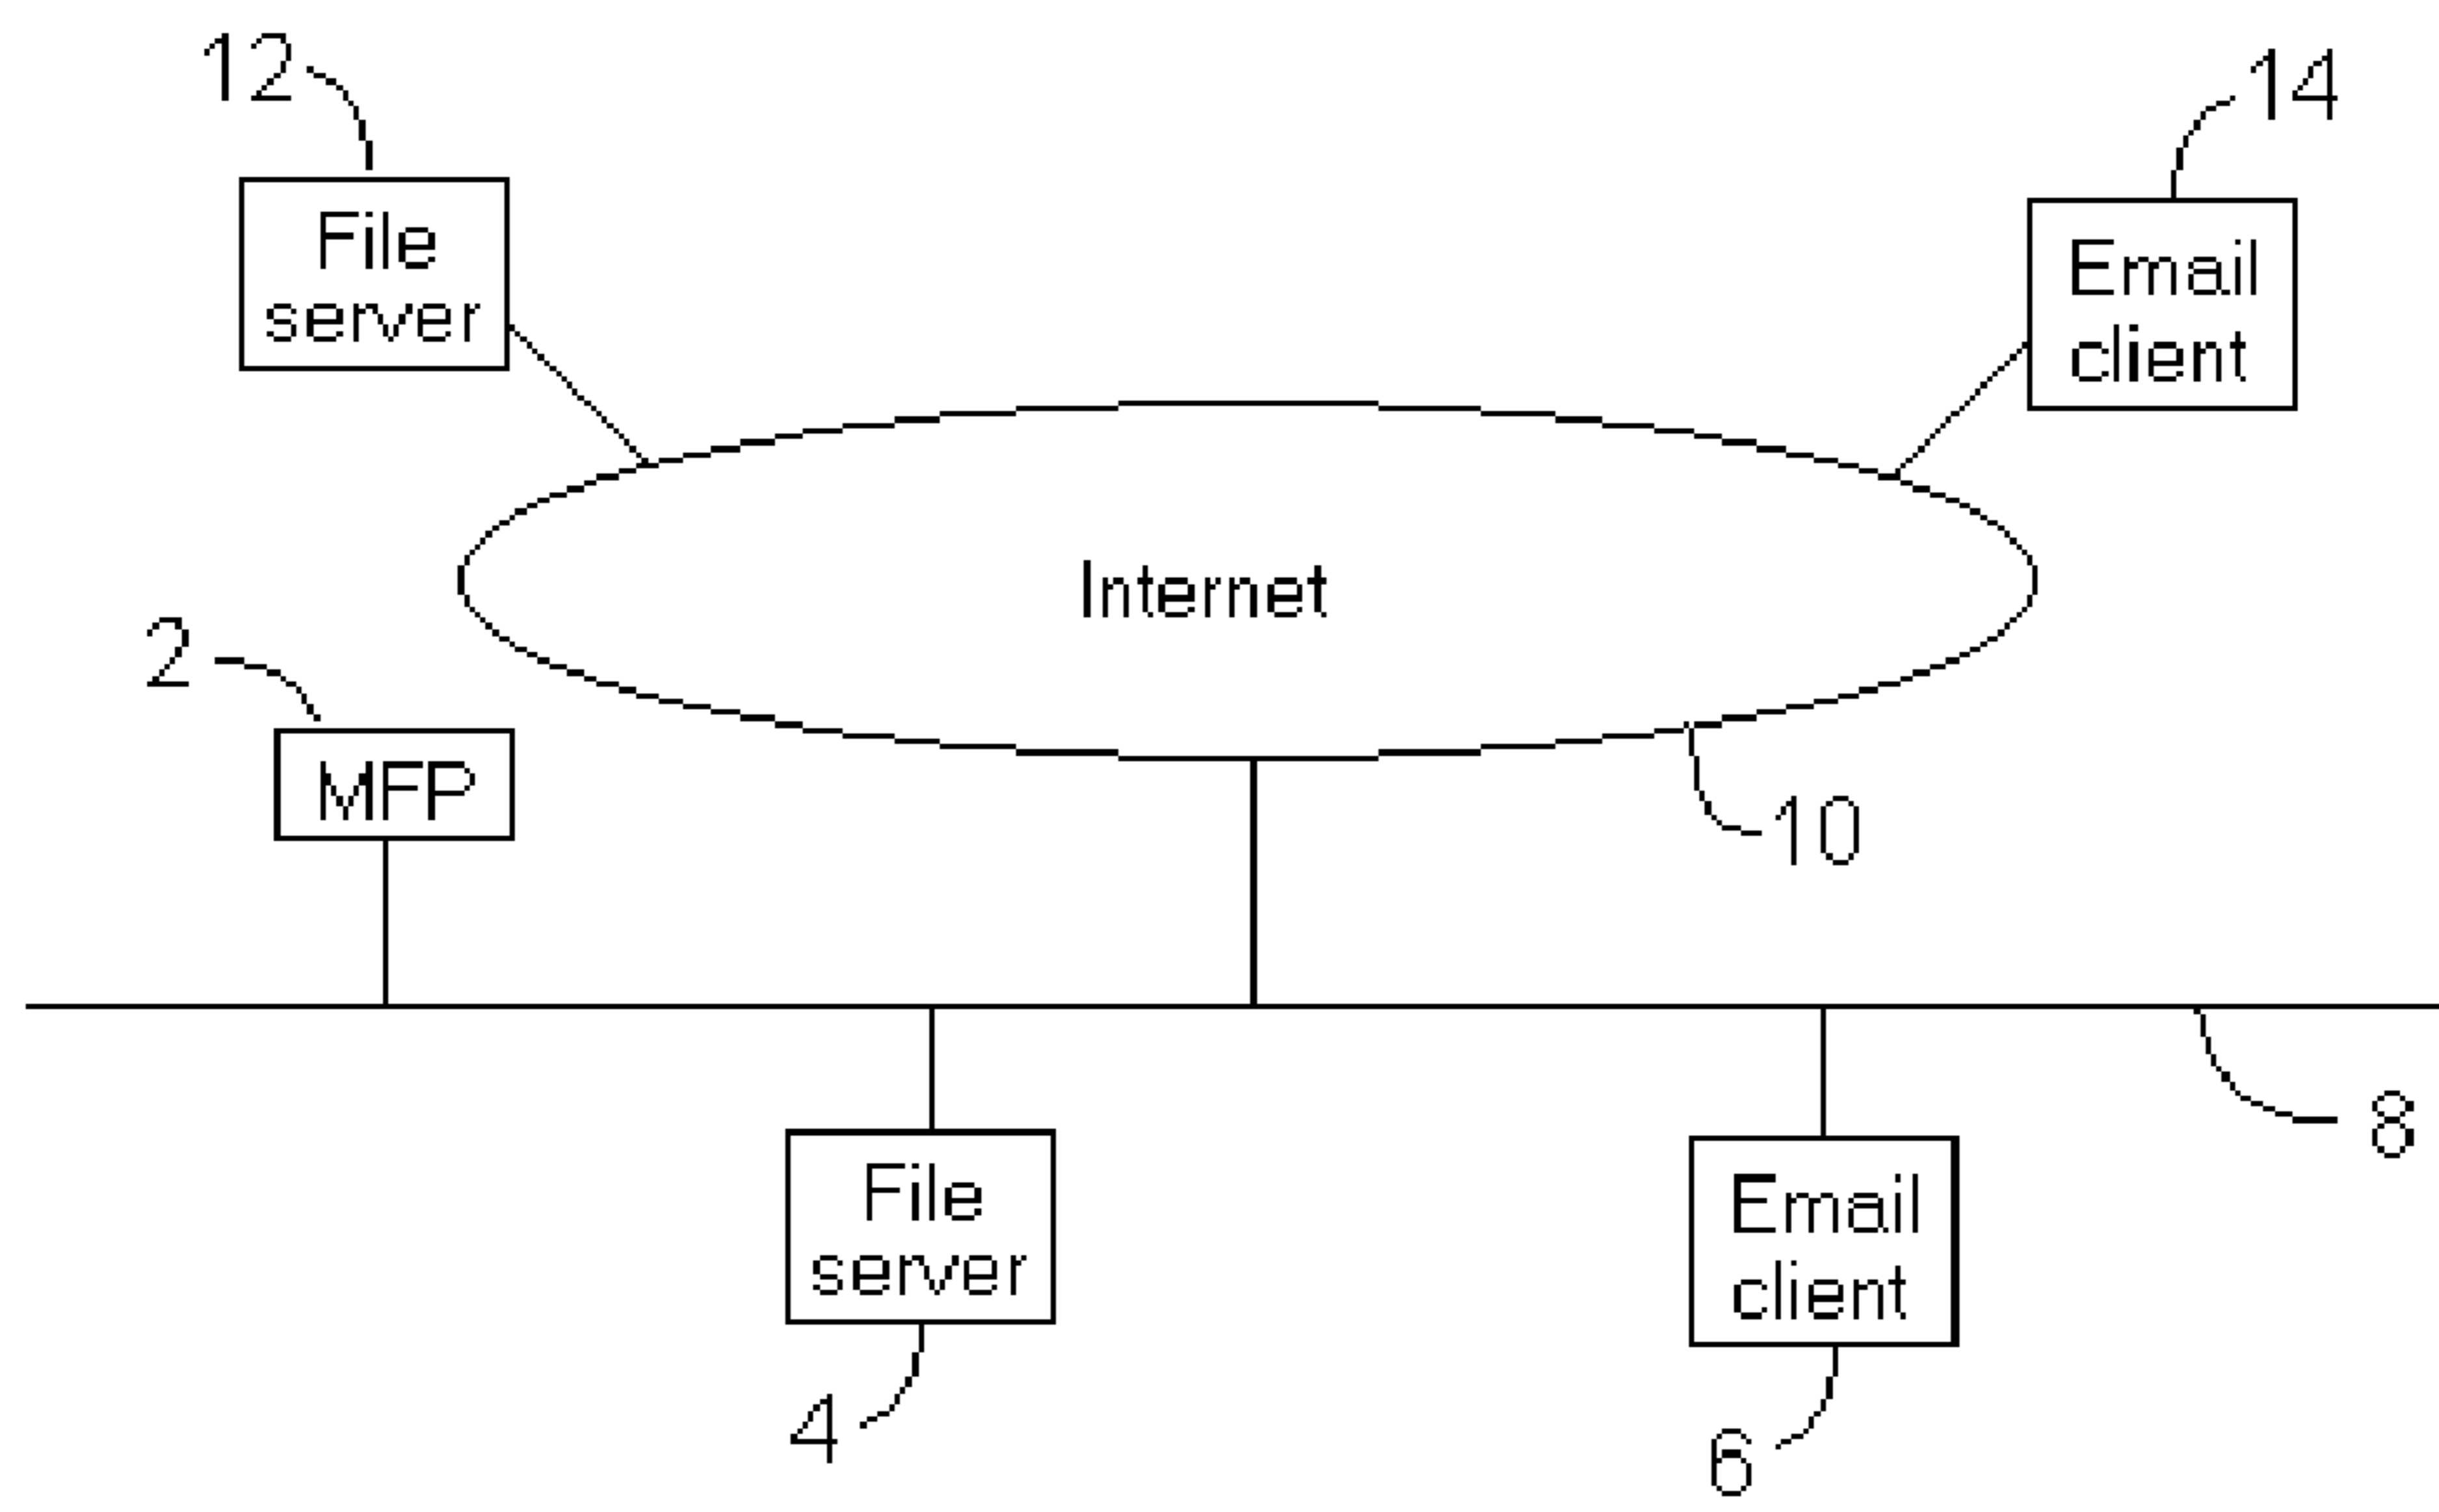 12
14
File
server
Email
client
Internet
2
MFP
10
8
File
server
Email
client
4
6